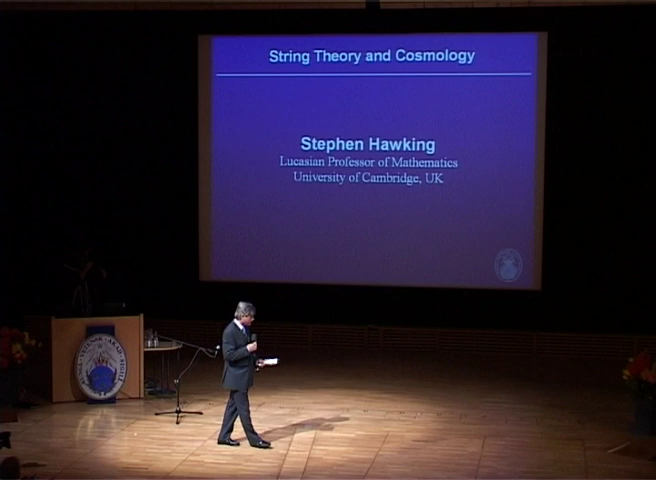 String Theory and Cosmology
Stephen Hawking
Lucasian Professor of Mathematics
University of Cambridge, UK